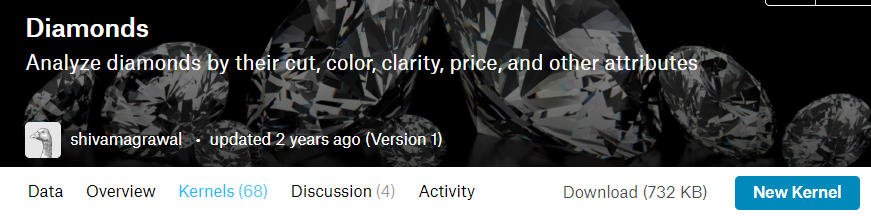 Diamonds
Analyze diamonds by their cut, color, clarity, price, and other attributes
shivamagrawal • updated 2 years ago (Version 1)
Data Overview Kernels (68) Discussion (4) Activity Download (732 KB) New Kernel